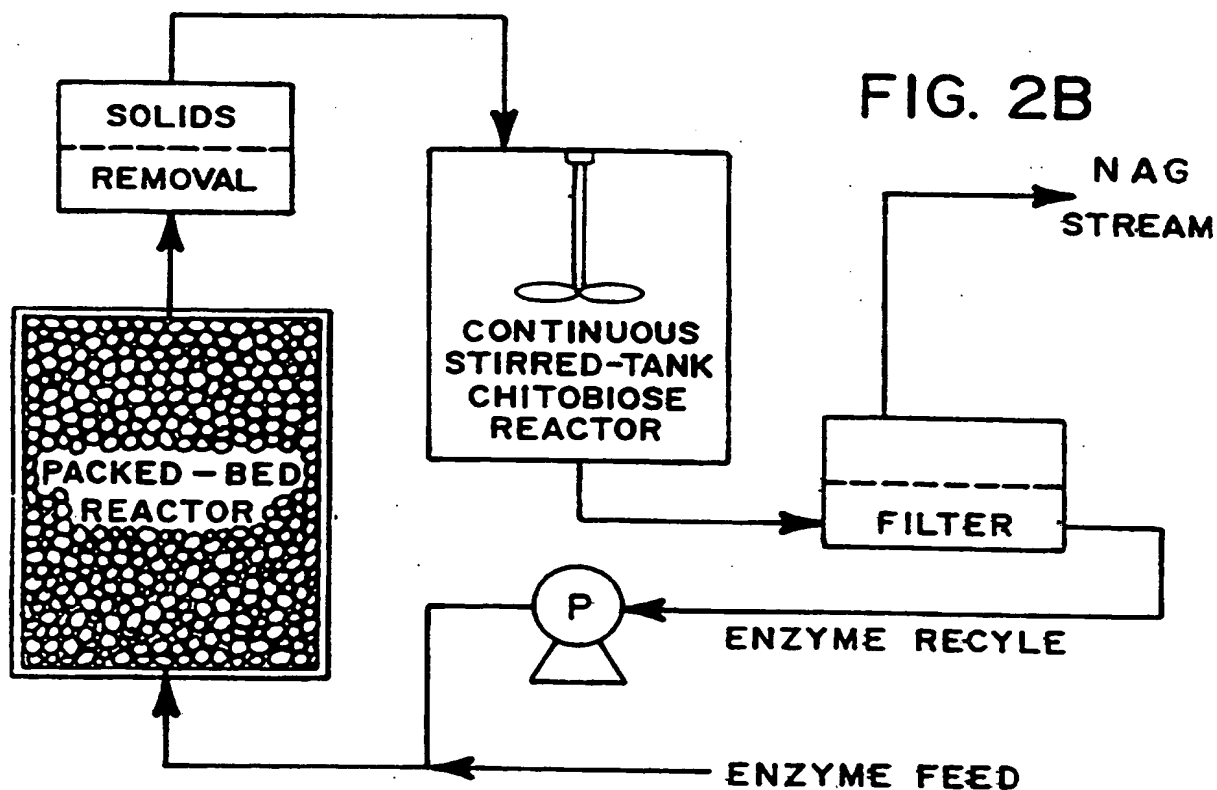 FIG. 2B
SOLIDS
REMOVAL
NAG
STREAM
CONTINUOUS
STIRRED-TANK
CHITOBIOSE
REACTOR
PACKED-BED
REACTOR
FILTER
P
ENZYME RECYLE
ENZYME FEED